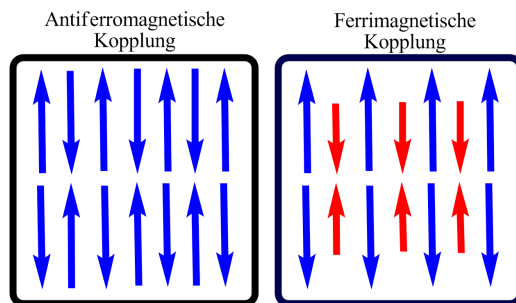 Antiferromagnetische
Kopplung
Ferrimagnetische
Kopplung